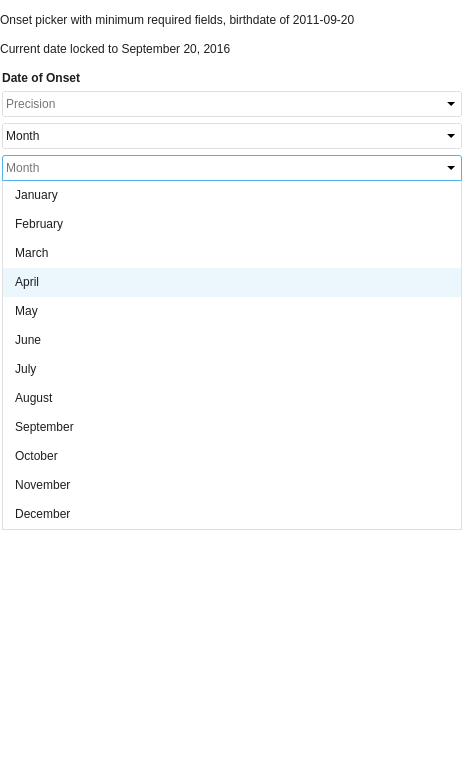 Onset picker with minimum required fields, birthdate of 2011-09-20
Current date locked to September 20, 2016
Date of Onset
Precision
Month
Month
January
February
March
April
May
June
July
August
September
October
November
December